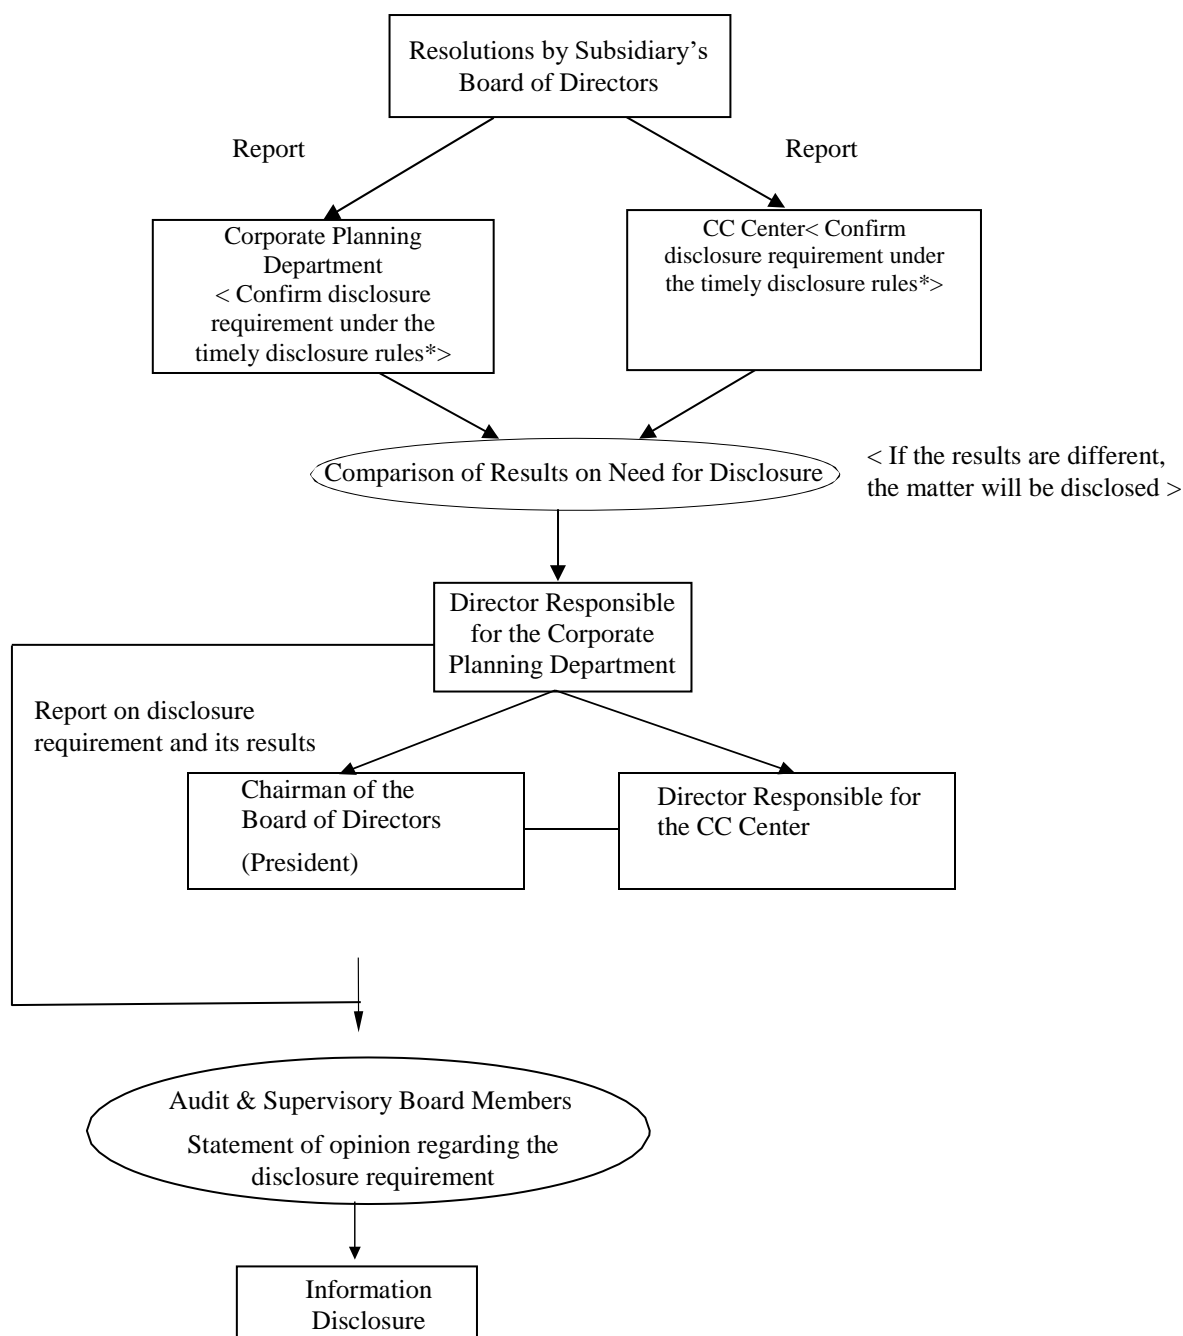 Resolutions by Subsidiary’s
Board of Directors
Report
Report
Corporate Planning
Department
< Confirm disclosure
requirement under the
timely disclosure rules*>
CC Center< Confirm
disclosure requirement under
the timely disclosure rules*>
Comparison of Results on Need for Disclosure
< If the results are different,
the matter will be disclosed >
Director Responsible
for the Corporate
Planning Department
Report on disclosure
requirement and its results
Chairman of the
Board of Directors
(President)
Director Responsible for
the CC Center
Audit & Supervisory Board Members
Statement of opinion regarding the
disclosure requirement
Information
Disclosure